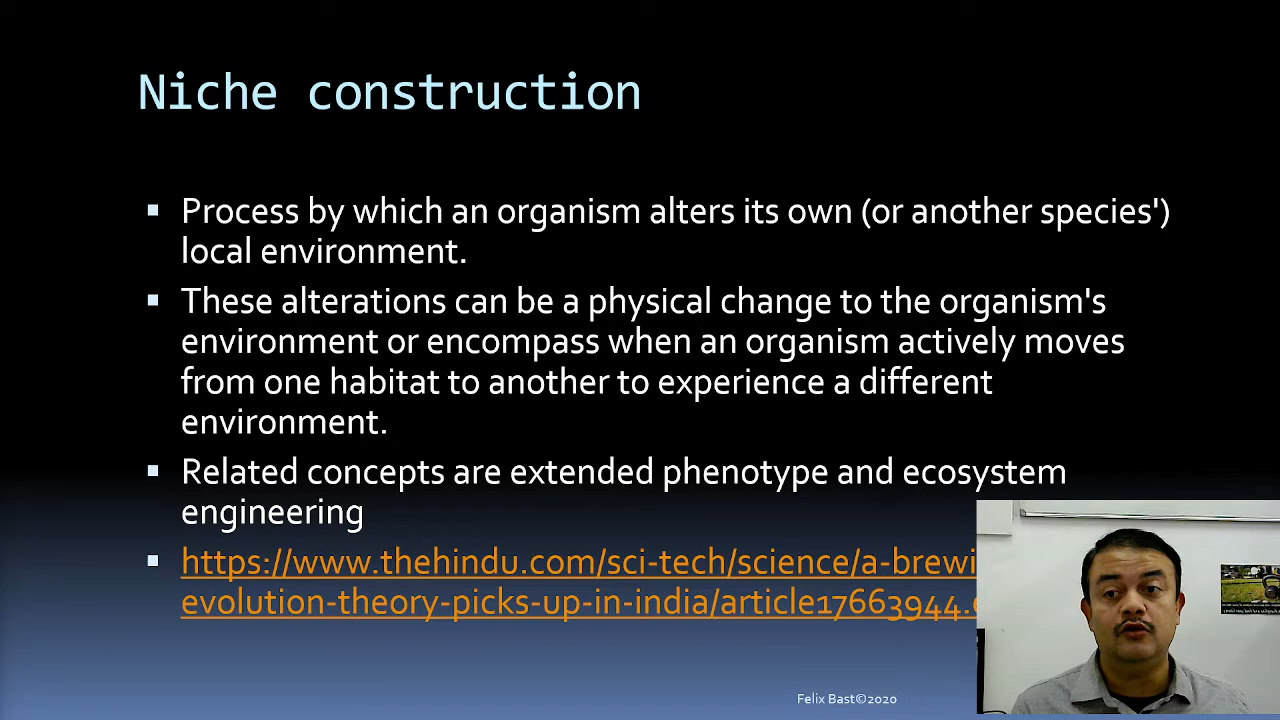 Niche construction
▪ Process by which an organism alters its own (or another species')
local environment.
▪ These alterations can be a physical change to the organism's
environment or encompass when an organism actively moves
from one habitat to another to experience a different
environment.
▪ Related concepts are extended phenotype and ecosystem
engineering
▪ https://www.thehindu.com/sci-tech/science/a-brewi
evolution-theory-picks-up-in-india/article17663944.
Felix Bast©2020